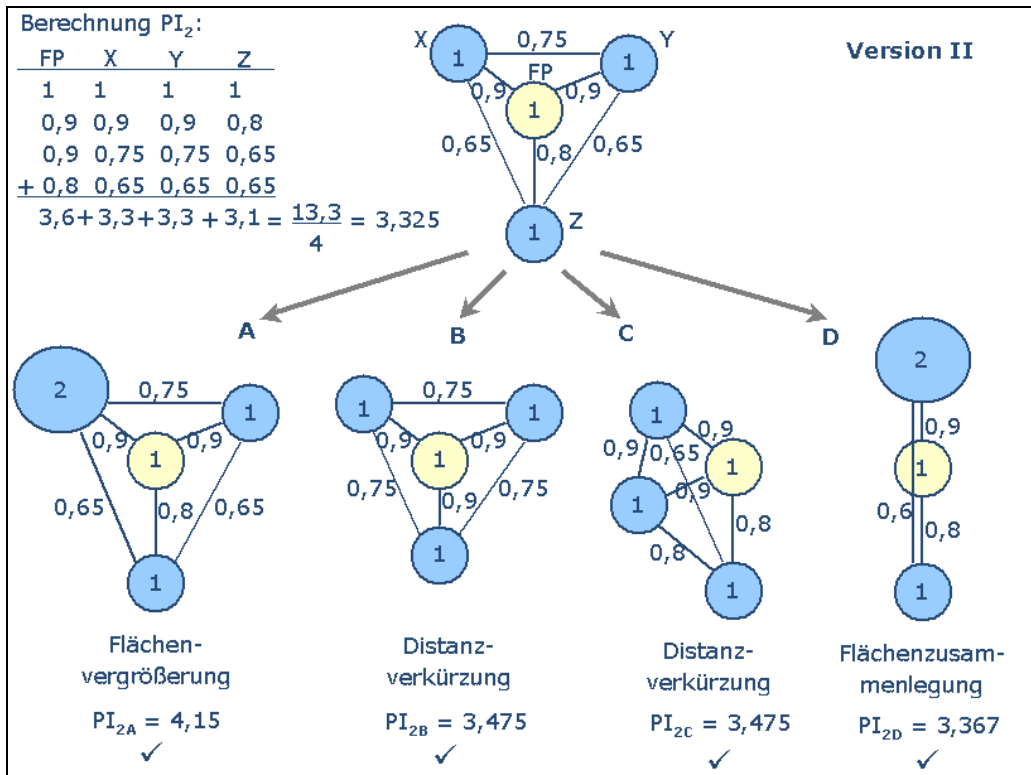 Berechnung PI2:
Version II
FP X Y Z
1 1 1 1
0,9 0,9 0,9 0,8
0,9 0,75 0,75 0,65
+ 0,8 0,65 0,65 0,65
3,6 + 3,3 + 3,3 + 3,1 = 13,3 = 3,325
4
X 0,75 Y
1 1
FP
0,9 1 0,9
0,65 0,8 0,65
1 Z
A B C D
2 0,75 1
0,9 1 0,9
0,65 0,8 0,65
1
Flächen-
vergrößerung
PI2A = 4,15
✓
0,75
1 1
0,9 1 0,9
0,75 0,9 0,75
1
Distanz-
verkürzung
PI2B = 3,475
✓
1 0,9
0,9 0,65 1
1 0,9
0,8 0,8
1
Distanz-
verkürzung
PI2C = 3,475
✓
2
0,9
1
0,6 0,8
1
Flächenzusam-
menlegung
PI2D = 3,367
✓